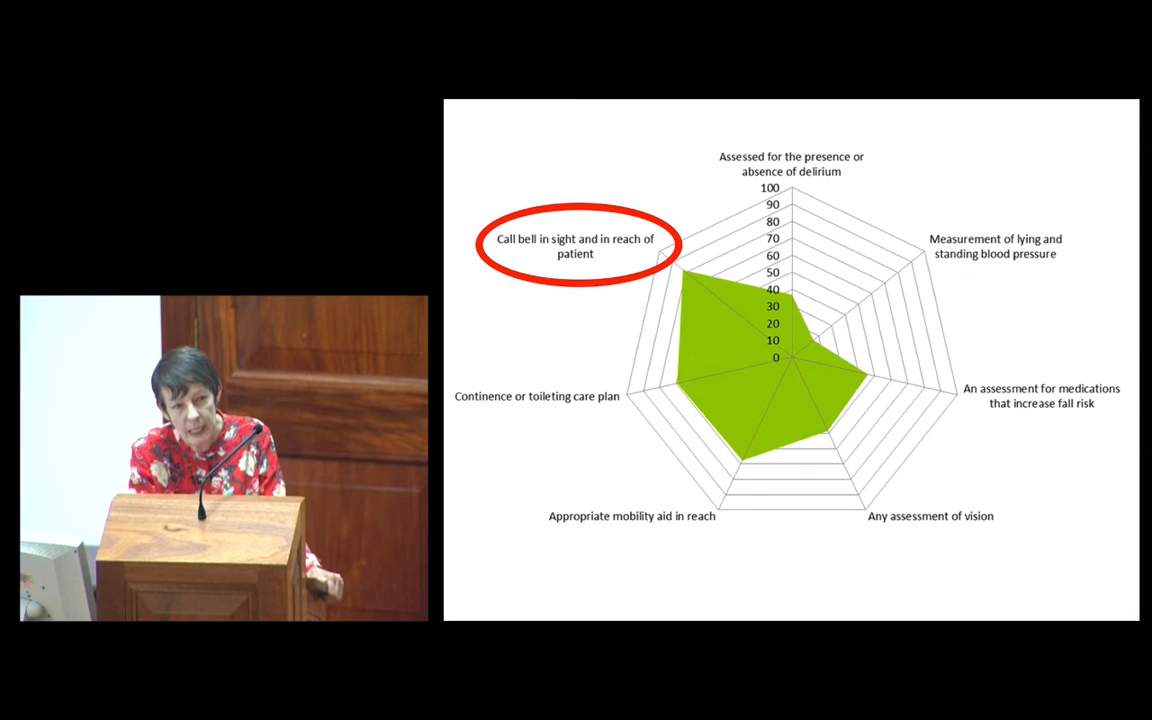 Assessed for the presence or
absence of delirium
100
90
80
70
60
50
40
30
20
10
0
Call bell in sight and in reach of
patient
Measurement of lying and
standing blood pressure
Continence or toileting care plan
An assessment for medications
that increase fall risk
Appropriate mobility aid in reach
Any assessment of vision